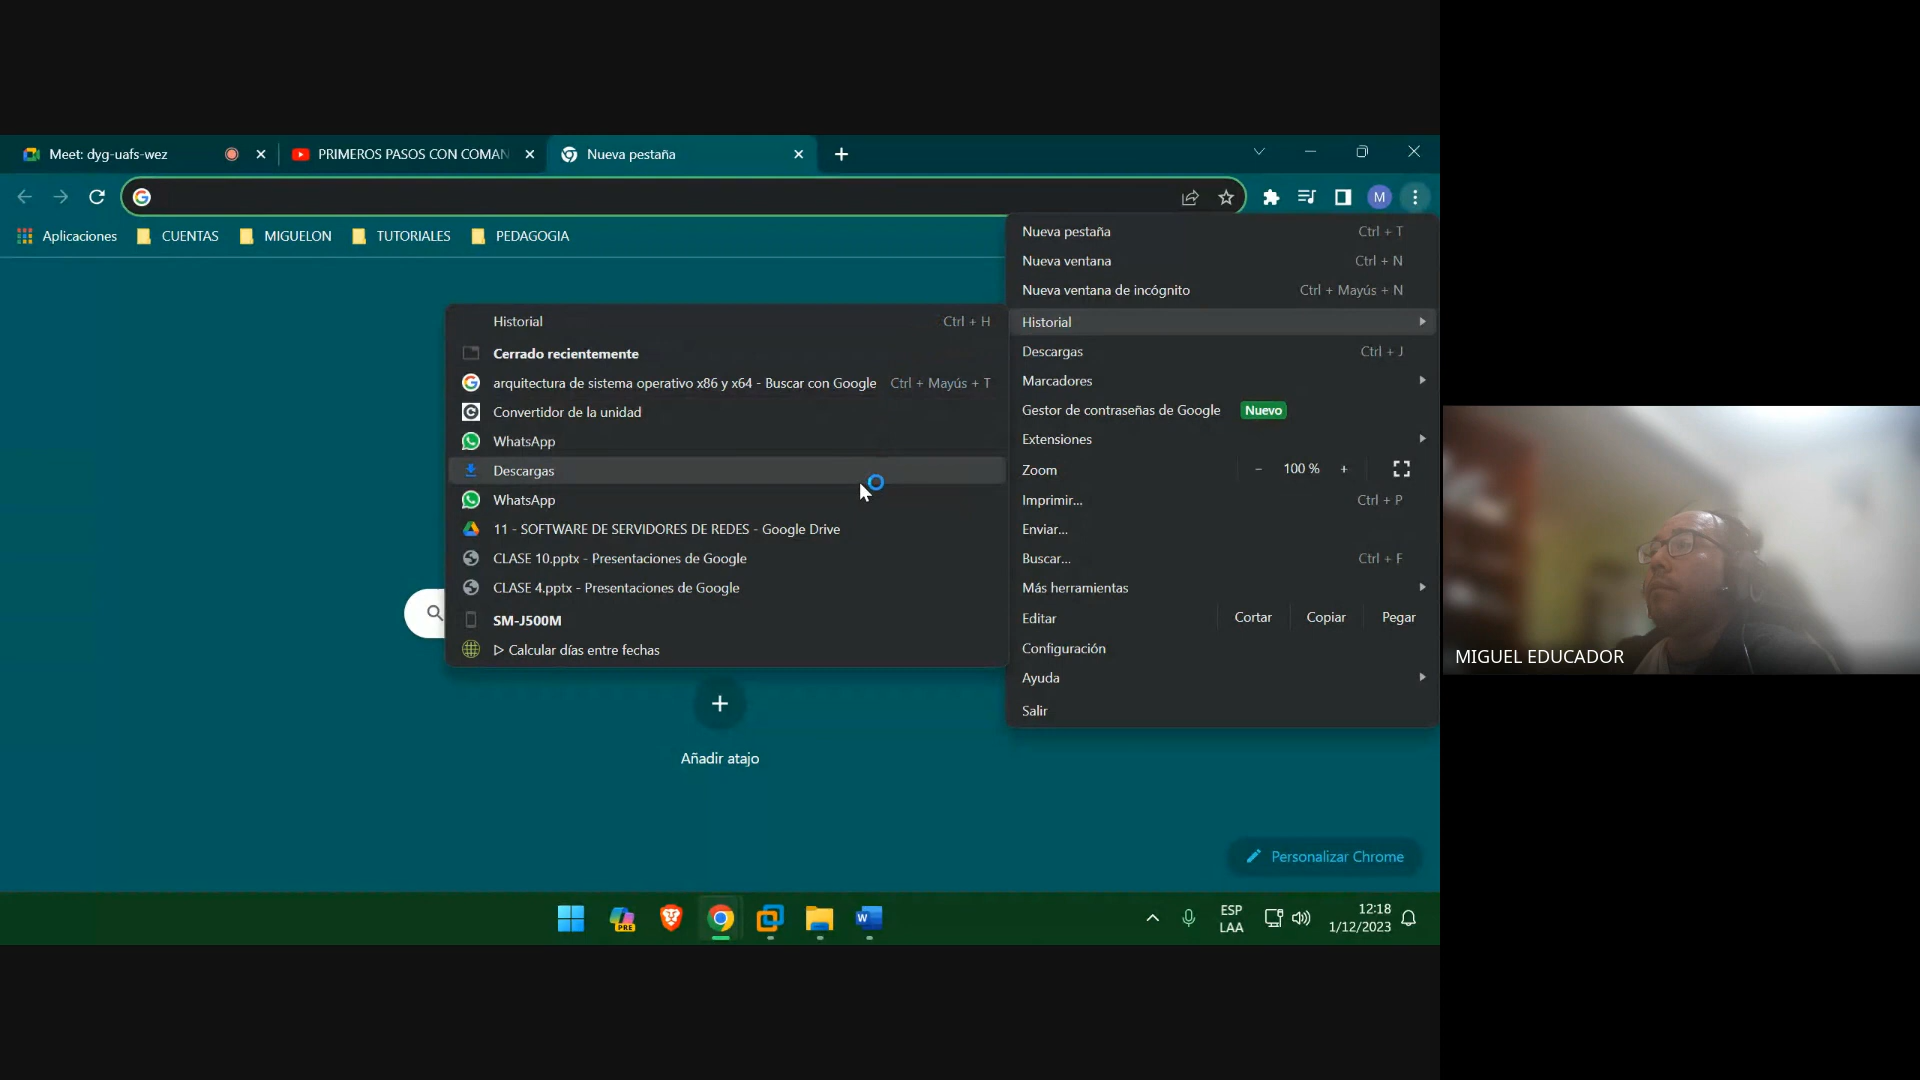 Meet: dyg-uafs-wez
PRIMEROS PASOS CON COMAN
Nueva pestaña
M
Aplicaciones
CUENTAS
MIGUELON
TUTORIALES
PEDAGOGIA
Nueva pestaña Ctrl + T
Nueva ventana Ctrl + N
Nueva ventana de incógnito Ctrl + Mayús + N
Historial
Descargas Ctrl + J
Marcadores
Gestor de contraseñas de Google Nuevo
Extensiones
Zoom - 100 % +
Imprimir...  Ctrl + P
Enviar...
Buscar... Ctrl + F
Más herramientas
Editar Cortar Copiar Pegar
Configuración
Ayuda
Salir
Historial Ctrl + H
Cerrado recientemente
arquitectura de sistema operativo x86 y x64 - Buscar con Google Ctrl + Mayús + T
Convertidor de la unidad
WhatsApp
Descargas
WhatsApp
11 - SOFTWARE DE SERVIDORES DE REDES - Google Drive
CLASE 10.pptx - Presentaciones de Google
CLASE 4.pptx - Presentaciones de Google
SM-J500M
▷ Calcular días entre fechas
Añadir atajo
Personalizar Chrome
PRE
W
ESP
LAA
12:18
1/12/2023
MIGUEL EDUCADOR